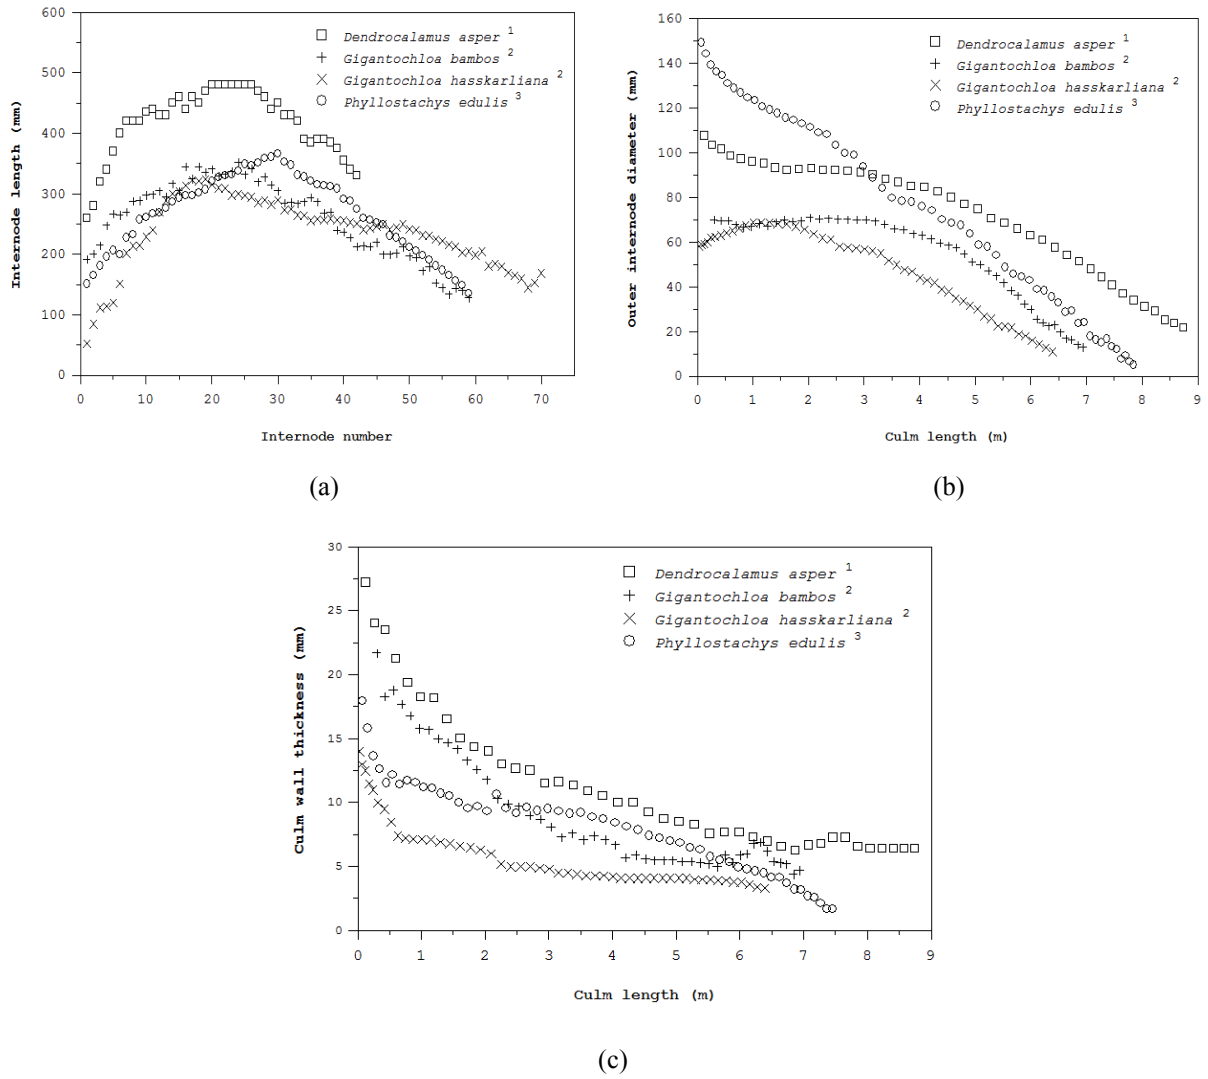 600
500
400
300
200
100
0
0 10 20 30 40 50 60 70
Internode length (mm)
Internode number
Dendrocalamus asper 1
Gigantochloa bambos 2
Gigantochloa hasskarliana 2
Phyllostachys edulis 3
(a)
160
140
120
100
80
60
40
20
0
0 1 2 3 4 5 6 7 8 9
Outer internode diameter (mm)
Culm length (m)
Dendrocalamus asper 1
Gigantochloa bambos 2
Gigantochloa hasskarliana 2
Phyllostachys edulis 3
(b)
30
25
20
15
10
5
0
0 1 2 3 4 5 6 7 8 9
Culm wall thickness (mm)
Culm length (m)
Dendrocalamus asper 1
Gigantochloa bambos 2
Gigantochloa hasskarliana 2
Phyllostachys edulis 3
(c)